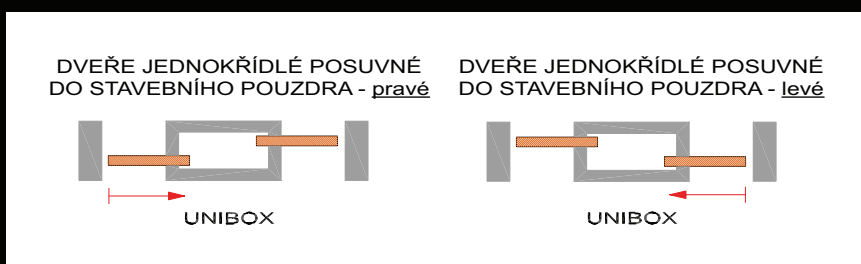 DVEŘE JEDNOKŘÍDLÉ POSUVNÉ
DO STAVEBNÍHO POUZDRA - pravé
UNIBOX
DVEŘE JEDNOKŘÍDLÉ POSUVNÉ
DO STAVEBNÍHO POUZDRA - levé
UNIBOX